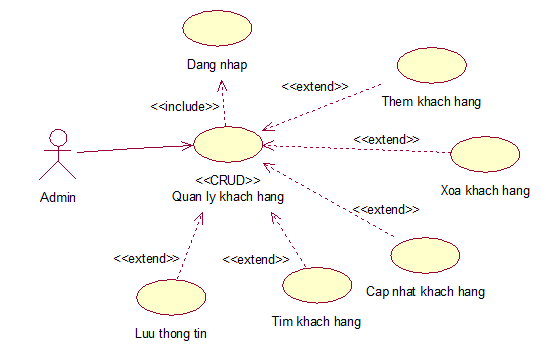 Dang nhap
<<extend>>
Them khach hang
<<include>>
<<extend>>
Xoa khach hang
Admin
<<CRUD>>
Quan ly khach hang
<<extend>>
Cap nhat khach hang
<<extend>>
<<extend>>
Luu thong tin
Tim khach hang